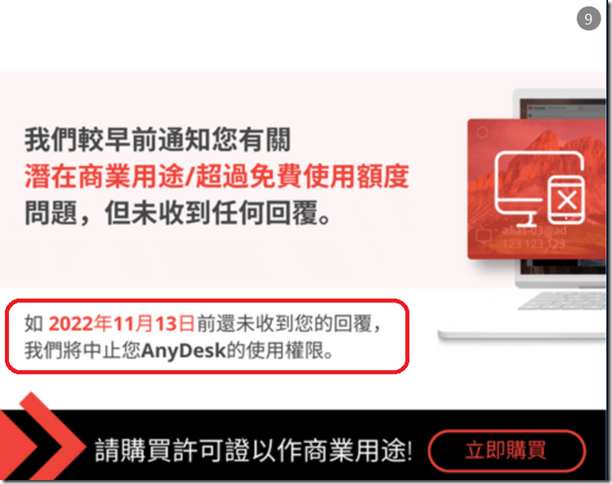 9
我們較早前通知您有關
潛在商業用途/超過免費使用額度
問題，但未收到任何回覆。
alias-03@ad
123 123 123
如 2022年11月13日前還未收到您的回覆，
我們將中止您AnyDesk的使用權限。
請購買許可證以作商業用途!
立即購買